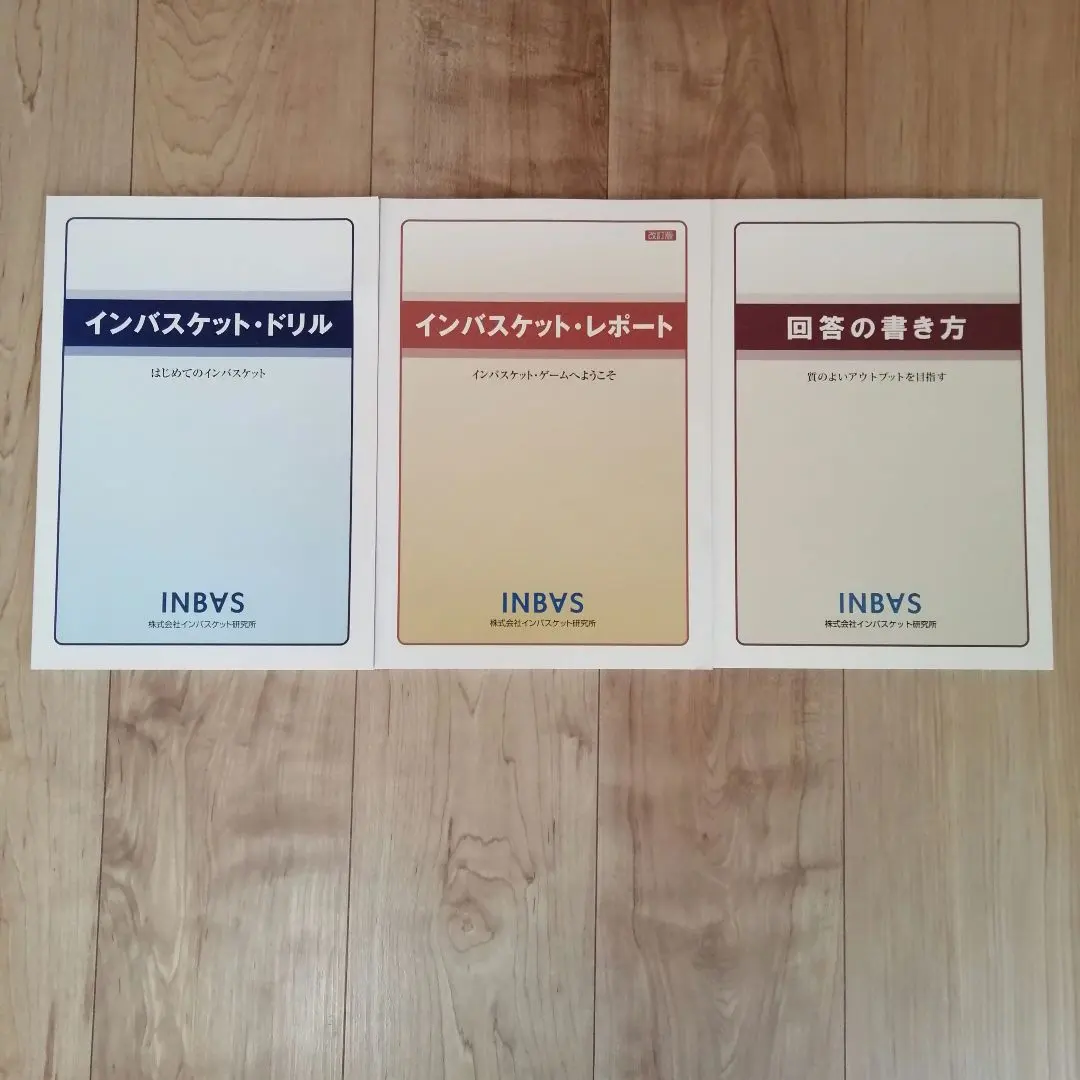 インバスケット・ドリル
はじめてのインバスケット
INB∀S
株式会社インバスケット研究所
改訂版
インバスケット・レポート
インバスケット・ゲームへようこそ
INB∀S
株式会社インバスケット研究所
回答の書き方
質のよいアウトプットを目指す
INB∀S
株式会社インバスケット研究所